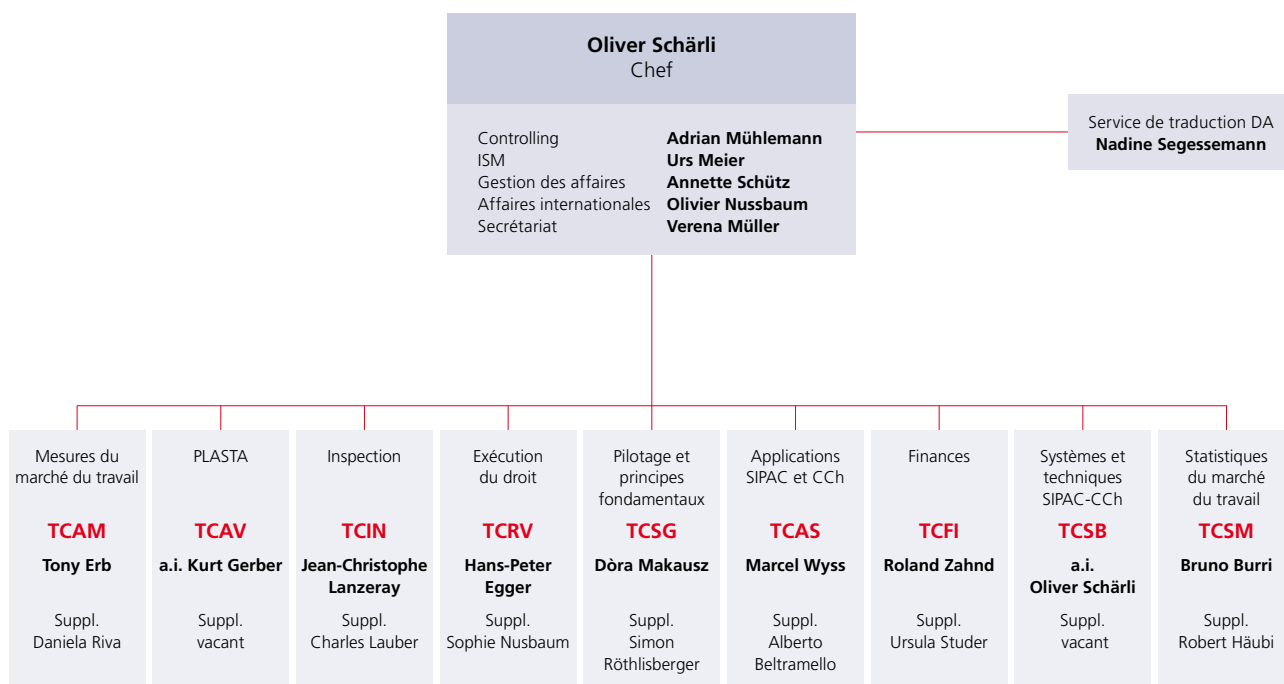 Oliver Schärli
Chef
Controlling Adrian Mühlemann
ISM Urs Meier
Gestion des affaires Annette Schütz
Affaires internationales Olivier Nussbaum
Secrétariat Verena Müller
Service de traduction DA
Nadine Segessemann
Mesures du
marché du travail
TCAM
Tony Erb
Suppl.
Daniela Riva
PLASTA
TCAV
a.i. Kurt Gerber
Suppl.
vacant
Inspection
TCIN
Jean-Christophe
Lanzeray
Suppl.
Charles Lauber
Exécution
du droit
TCRV
Hans-Peter
Egger
Suppl.
Sophie Nusbaum
Pilotage et
principes
fondamentaux
TCSG
Dòra Makausz
Suppl.
Simon
Röthlisberger
Applications
SIPAC et CCh
TCAS
Marcel Wyss
Suppl.
Alberto
Beltramello
Finances
TCFI
Roland Zahnd
Suppl.
Ursula Studer
Systèmes et
techniques
SIPAC-CCh
TCSB
a.i.
Oliver Schärli
Suppl.
vacant
Statistiques
du marché
du travail
TCSM
Bruno Burri
Suppl.
Robert Häubi